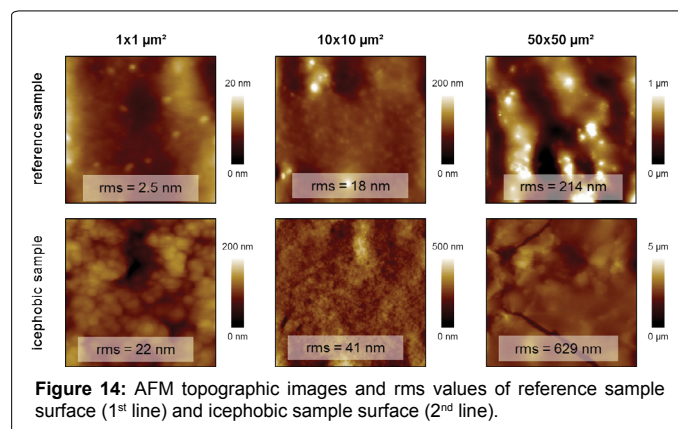 1x1 µm² 10x10 µm² 50x50 µm²
reference sample
20 nm
0 nm
rms = 2.5 nm
200 nm
0 nm
rms = 18 nm
1 µm
0 µm
rms = 214 nm
icephobic sample
200 nm
0 nm
rms = 22 nm
500 nm
0 nm
rms = 41 nm
5 µm
0 µm
rms = 629 nm
Figure 14: AFM topographic images and rms values of reference sample
surface (1st line) and icephobic sample surface (2nd line).